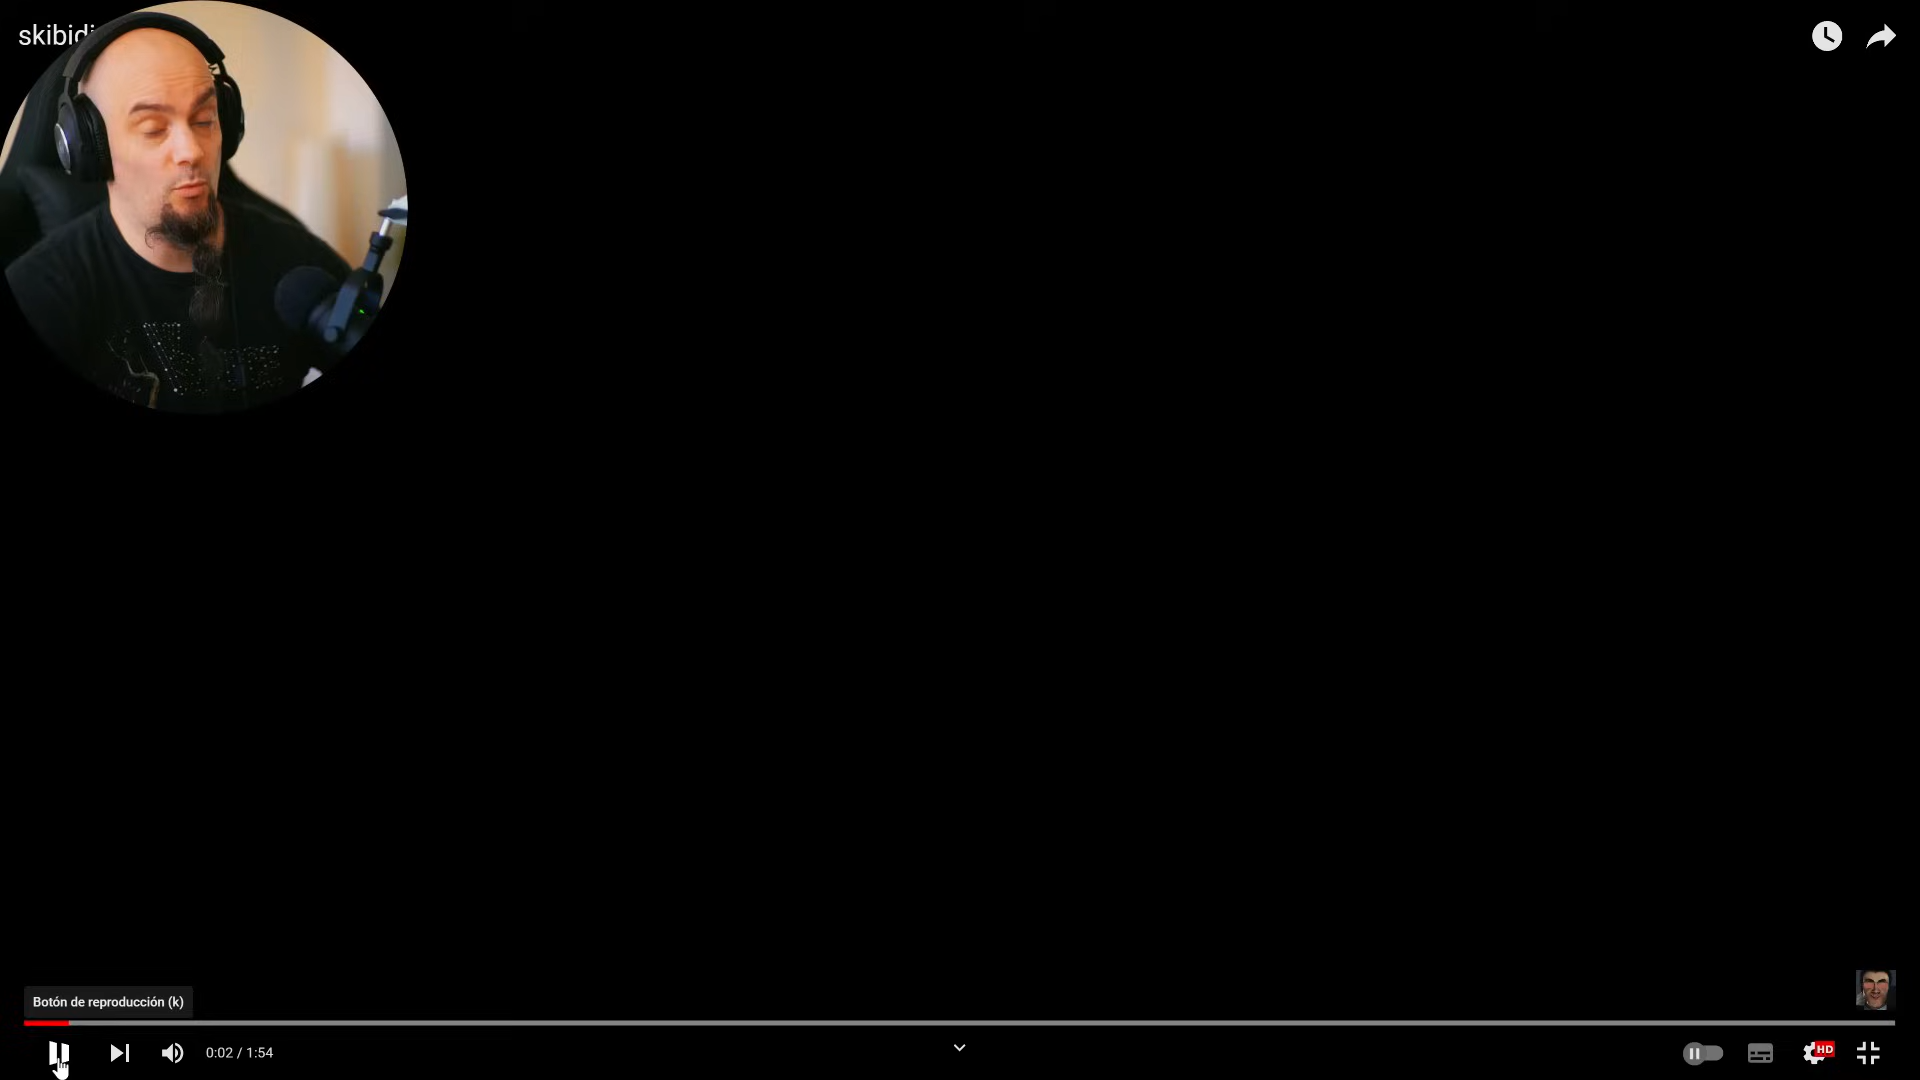 skibidi
Botón de reproducción (k)
0:02 / 1:54
HD